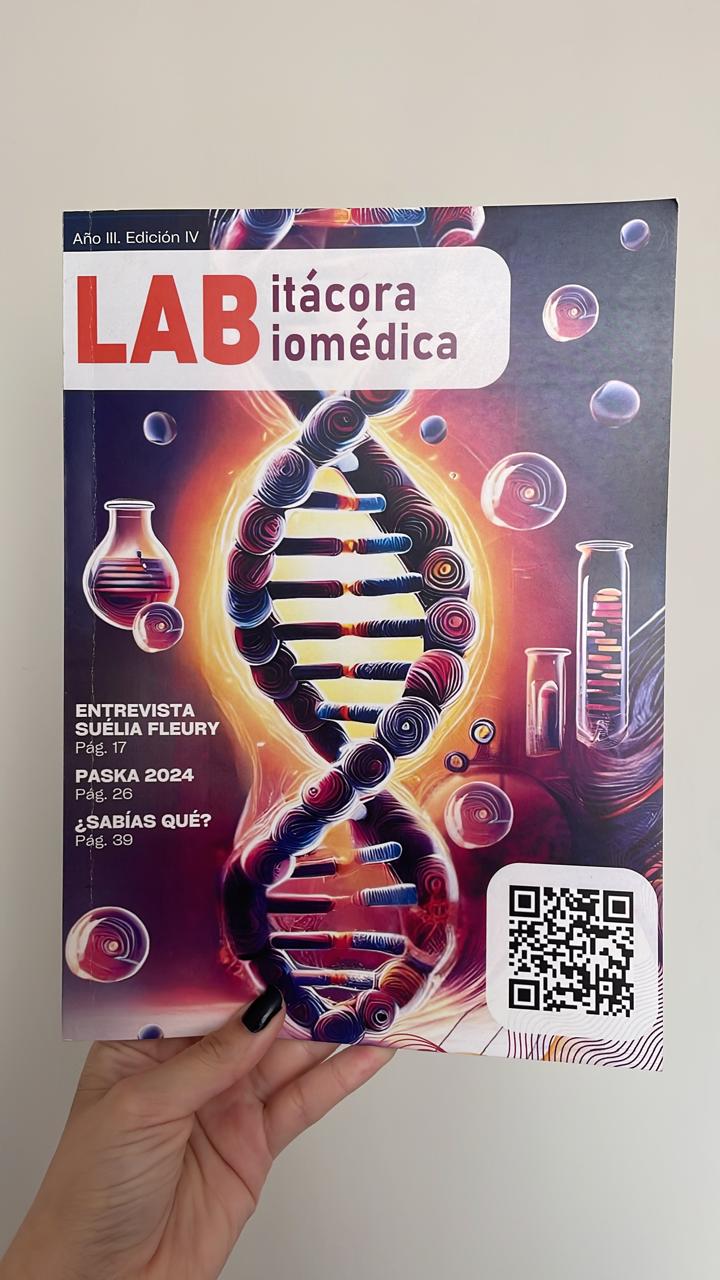 Año III. Edición IV
LAB itácora
iomédica
ENTREVISTA
SUÉLIA FLEURY
Pág. 17
PASKA 2024
Pág. 26
¿SABÍAS QUÉ?
Pág. 39